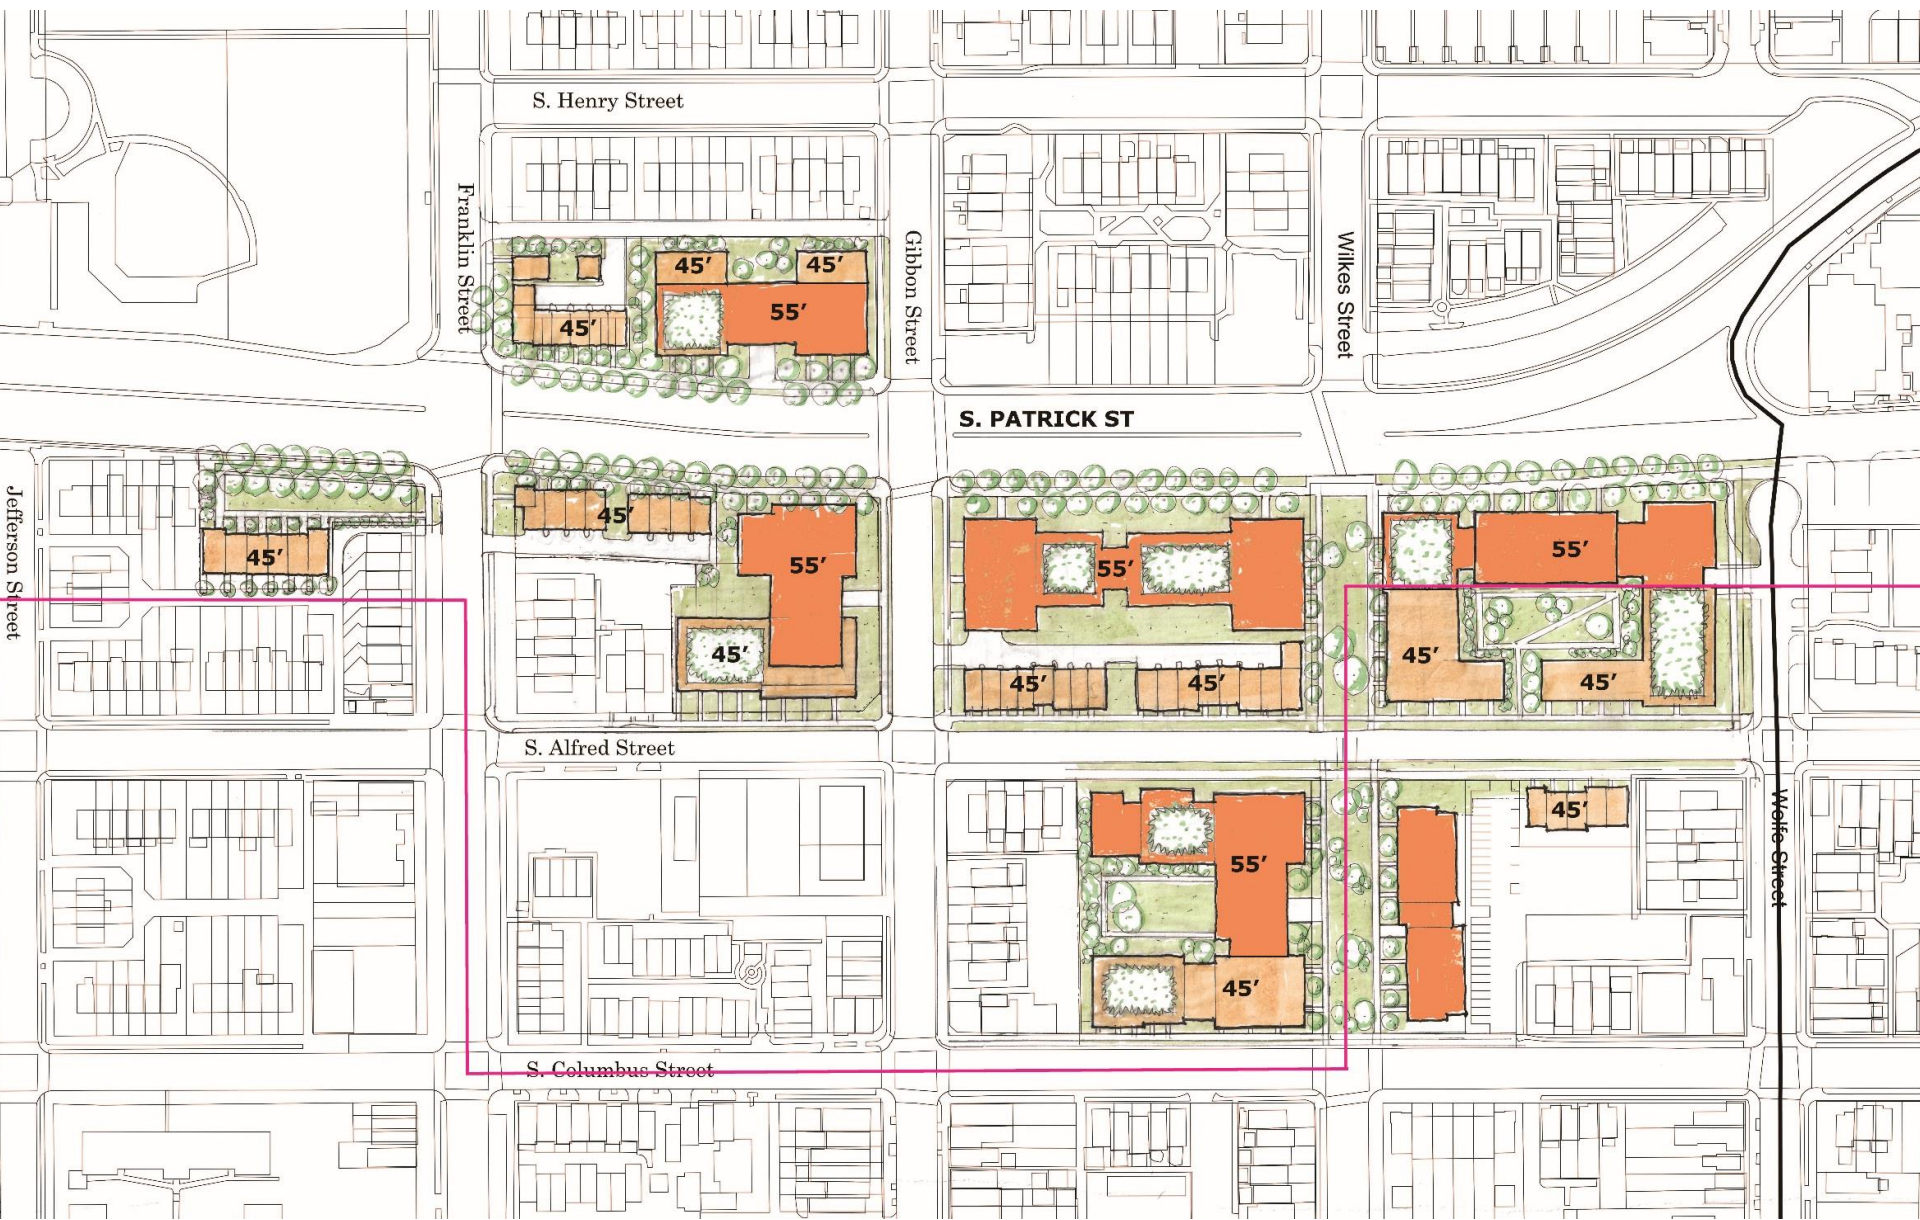 S. Henry Street
Franklin Street
Gibbon Street
Wilkes Street
45′
45′
55′
45′
S. PATRICK ST
Jefferson Street
45′
45′
55′
55′
55′
45′
45′
45′
45′
45′
S. Alfred Street
45′
Wolfe Street
55′
45′
S. Columbus Street